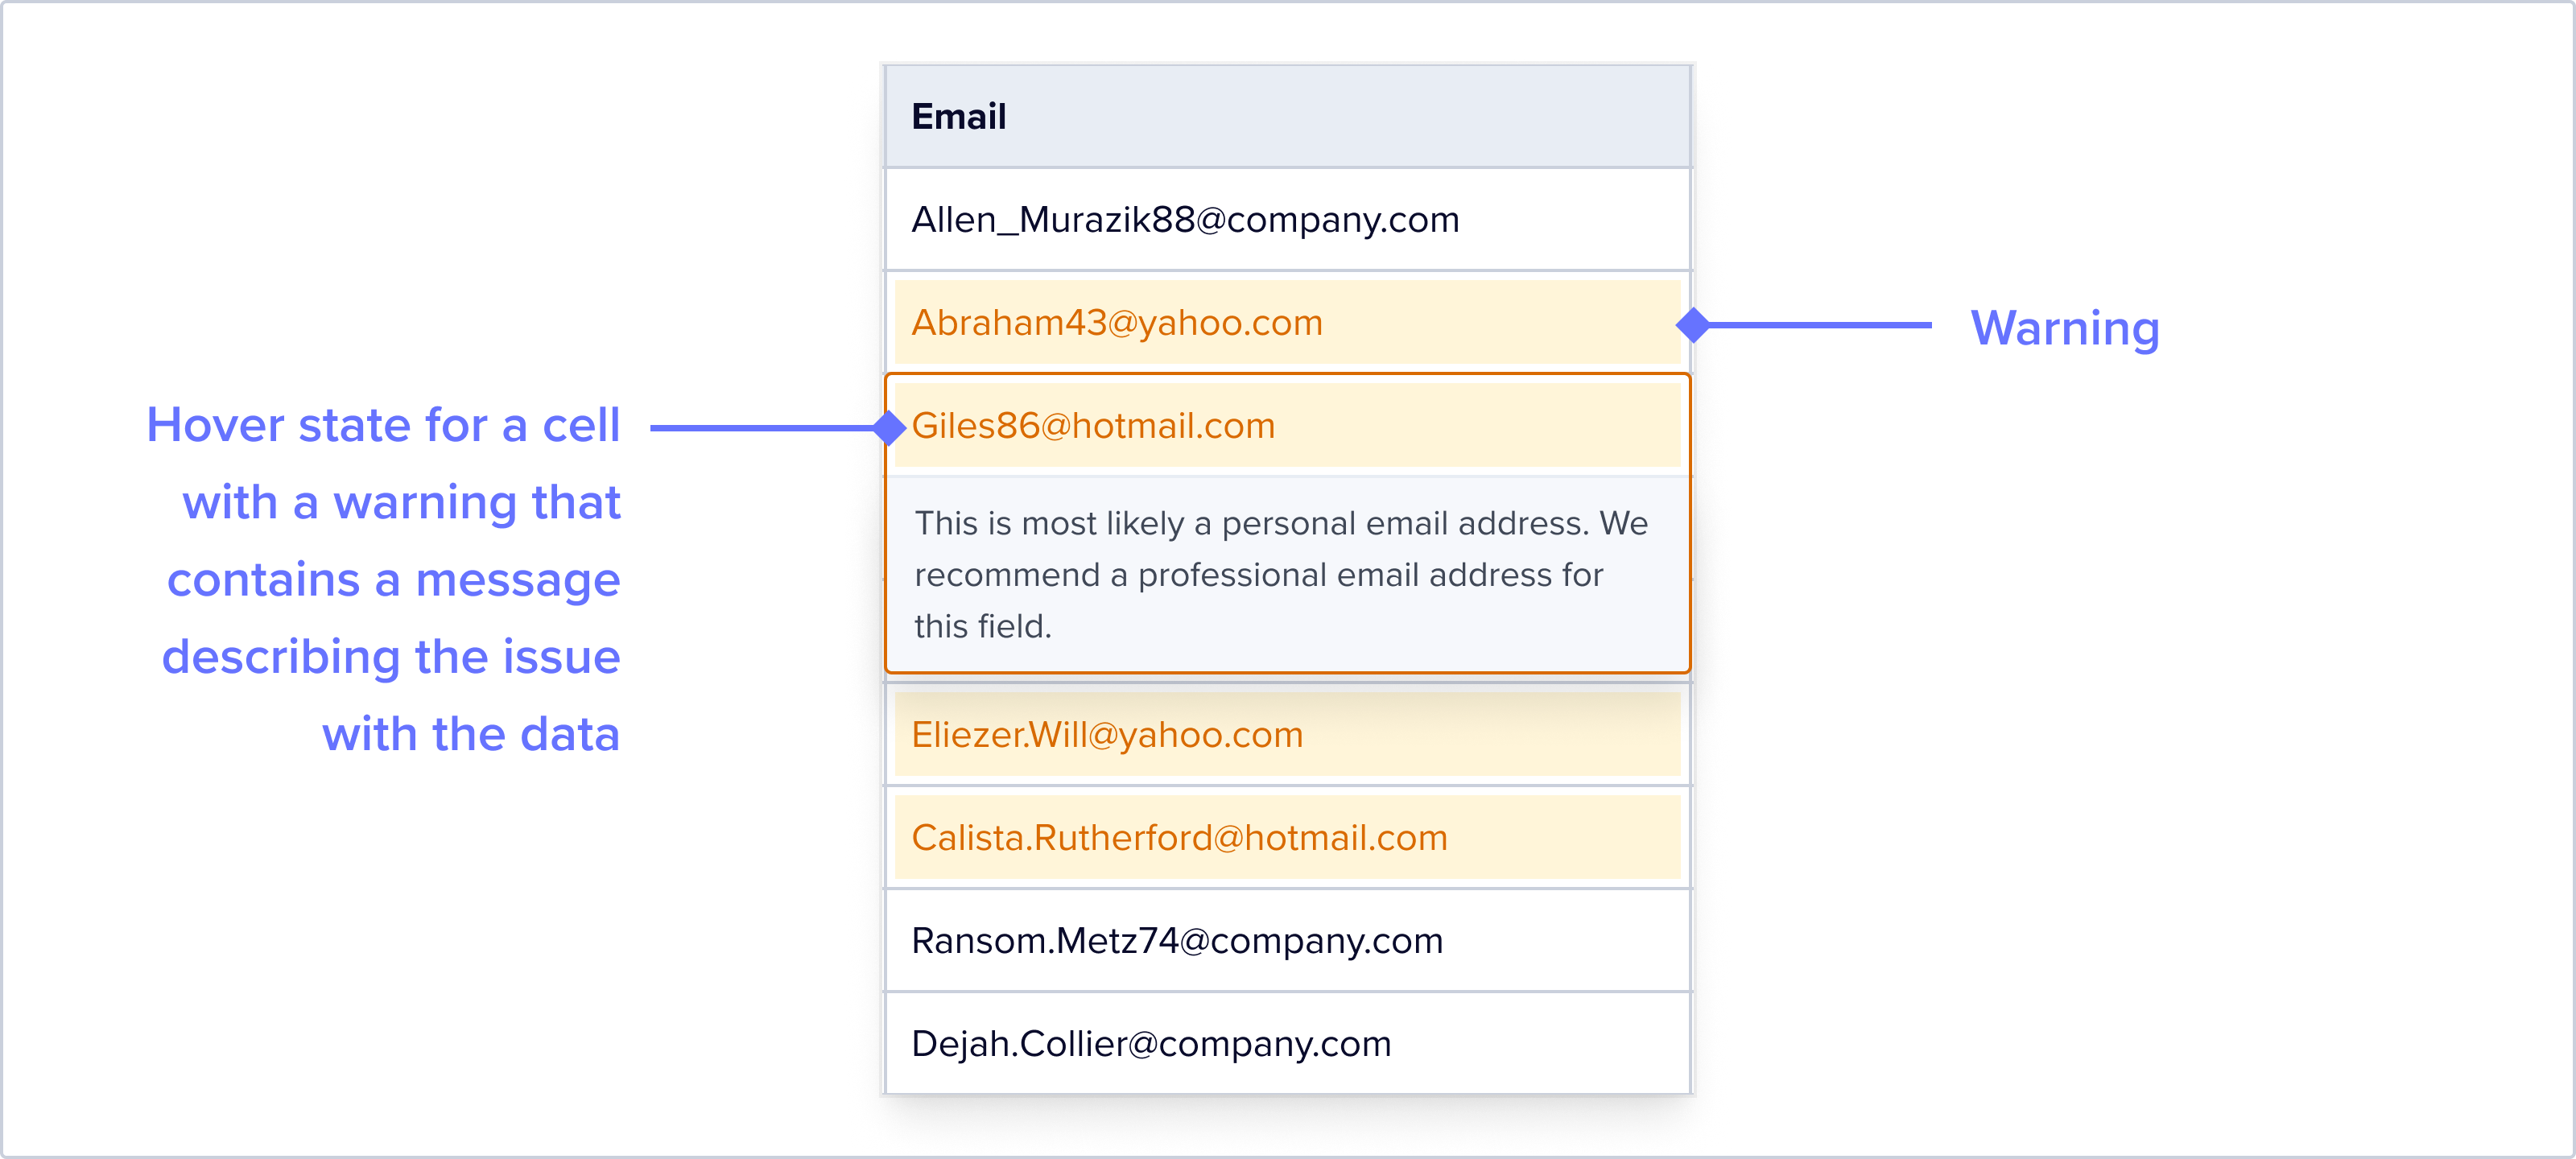 Email
Allen_Murazik88@company.com
Abraham43@yahoo.com
Warning
Hover state for a cell
with a warning that
contains a message
describing the issue
with the data
Giles86@hotmail.com
This is most likely a personal email address. We
recommend a professional email address for
this field.
Eliezer.Will@yahoo.com
Calista.Rutherford@hotmail.com
Ransom.Metz74@company.com
Dejah.Collier@company.com